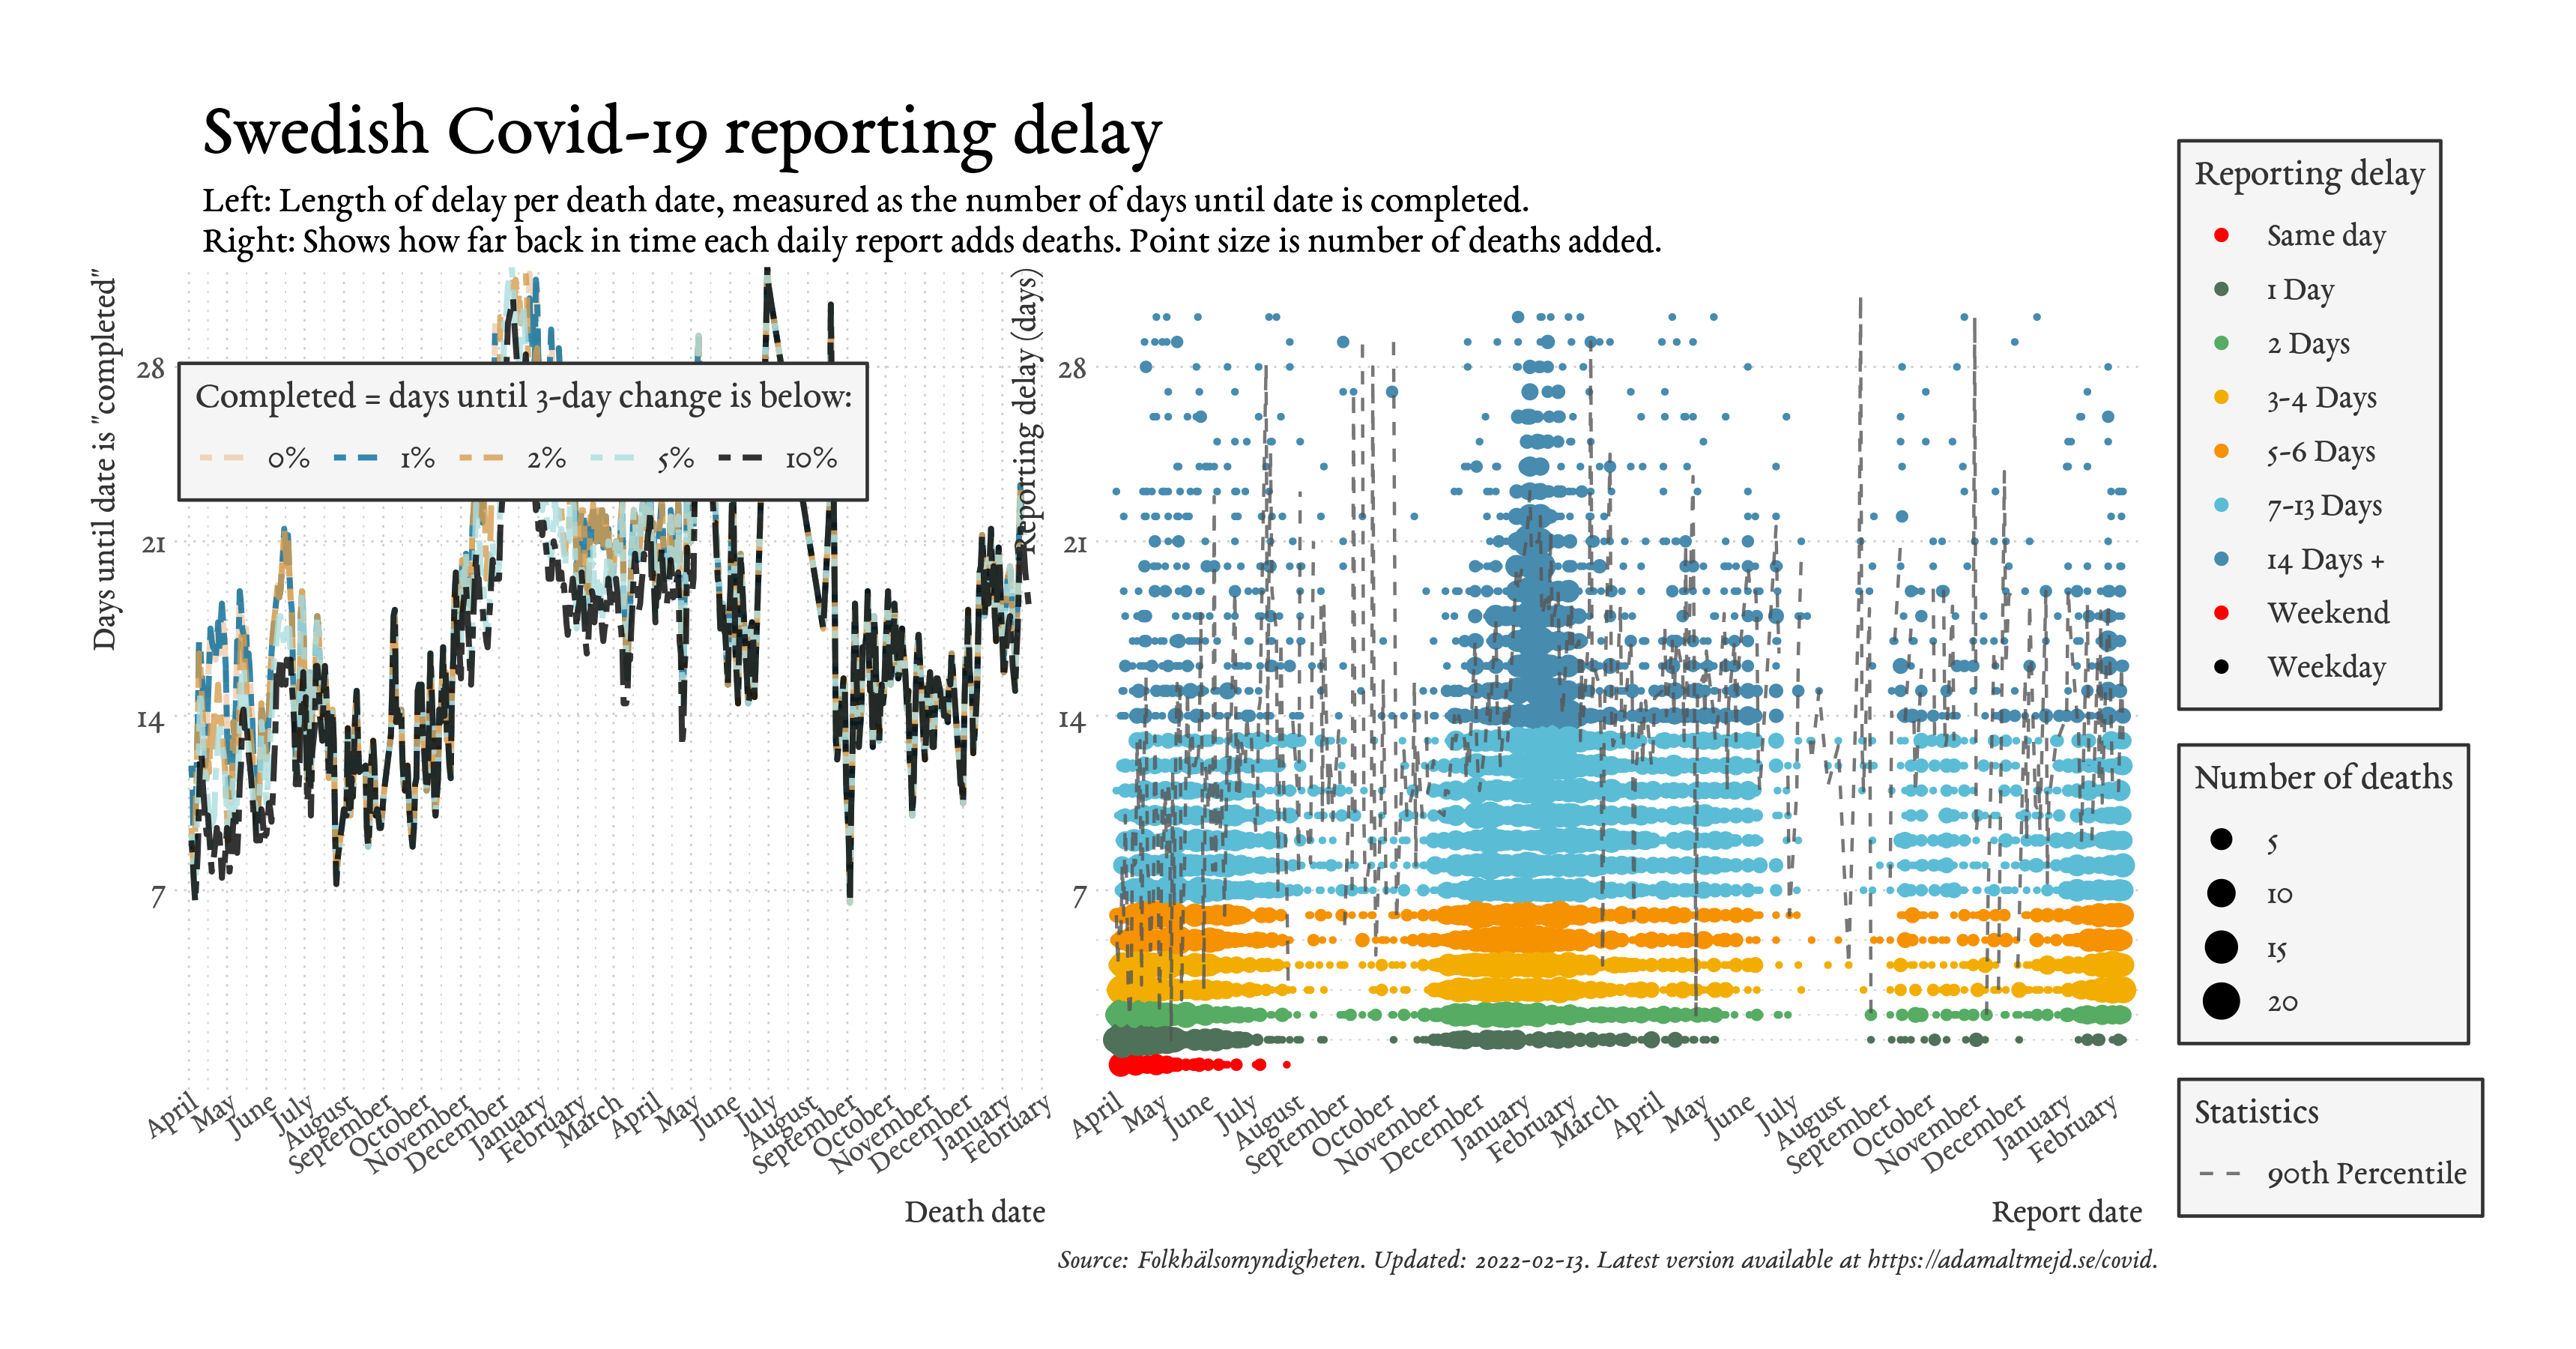 Swedish Covid-19 reporting delay
Left: Length of delay per death date, measured as the number of days until date is completed.
Right: Shows how far back in time each daily report adds deaths. Point size is number of deaths added.
Days until date is "completed"
28
21
14
7
Completed = days until 3-day change is below:
0% 1% 2% 5% 10%
April May June July August September October November December January February March April May June July August September October November December January February
Death date
Reporting delay (days)
28
21
14
7
April May June July August September October November December January February March April May June July August September October November December January February
Report date
Reporting delay
Same day
1 Day
2 Days
3-4 Days
5-6 Days
7-13 Days
14 Days +
Weekend
Weekday
Number of deaths
5
10
15
20
Statistics
90th Percentile
Source: Folkhälsomyndigheten. Updated: 2022-02-13. Latest version available at https://adamaltmejd.se/covid.